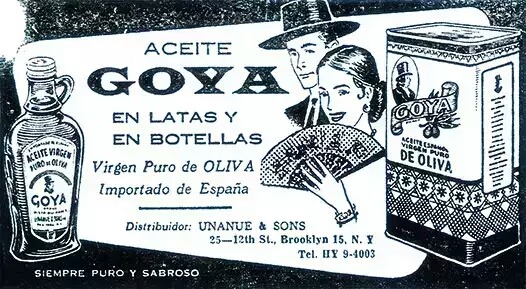 ACEITE
GOYA
EN LATAS Y
EN BOTELLAS
Virgen Puro de OLIVA
Importado de España
Distribuidor: UNANUE & SONS
25—12th St., Brooklyn 15, N. Y
Tel. HY 9-4003
SIEMPRE PURO Y SABROSO
ACEITE VIRGEN
PURO DE OLIVA
GOYA
UNANUE & SONS
GOYA
ACEITE ESPAÑOL
VIRGEN PURO
DE OLIVA